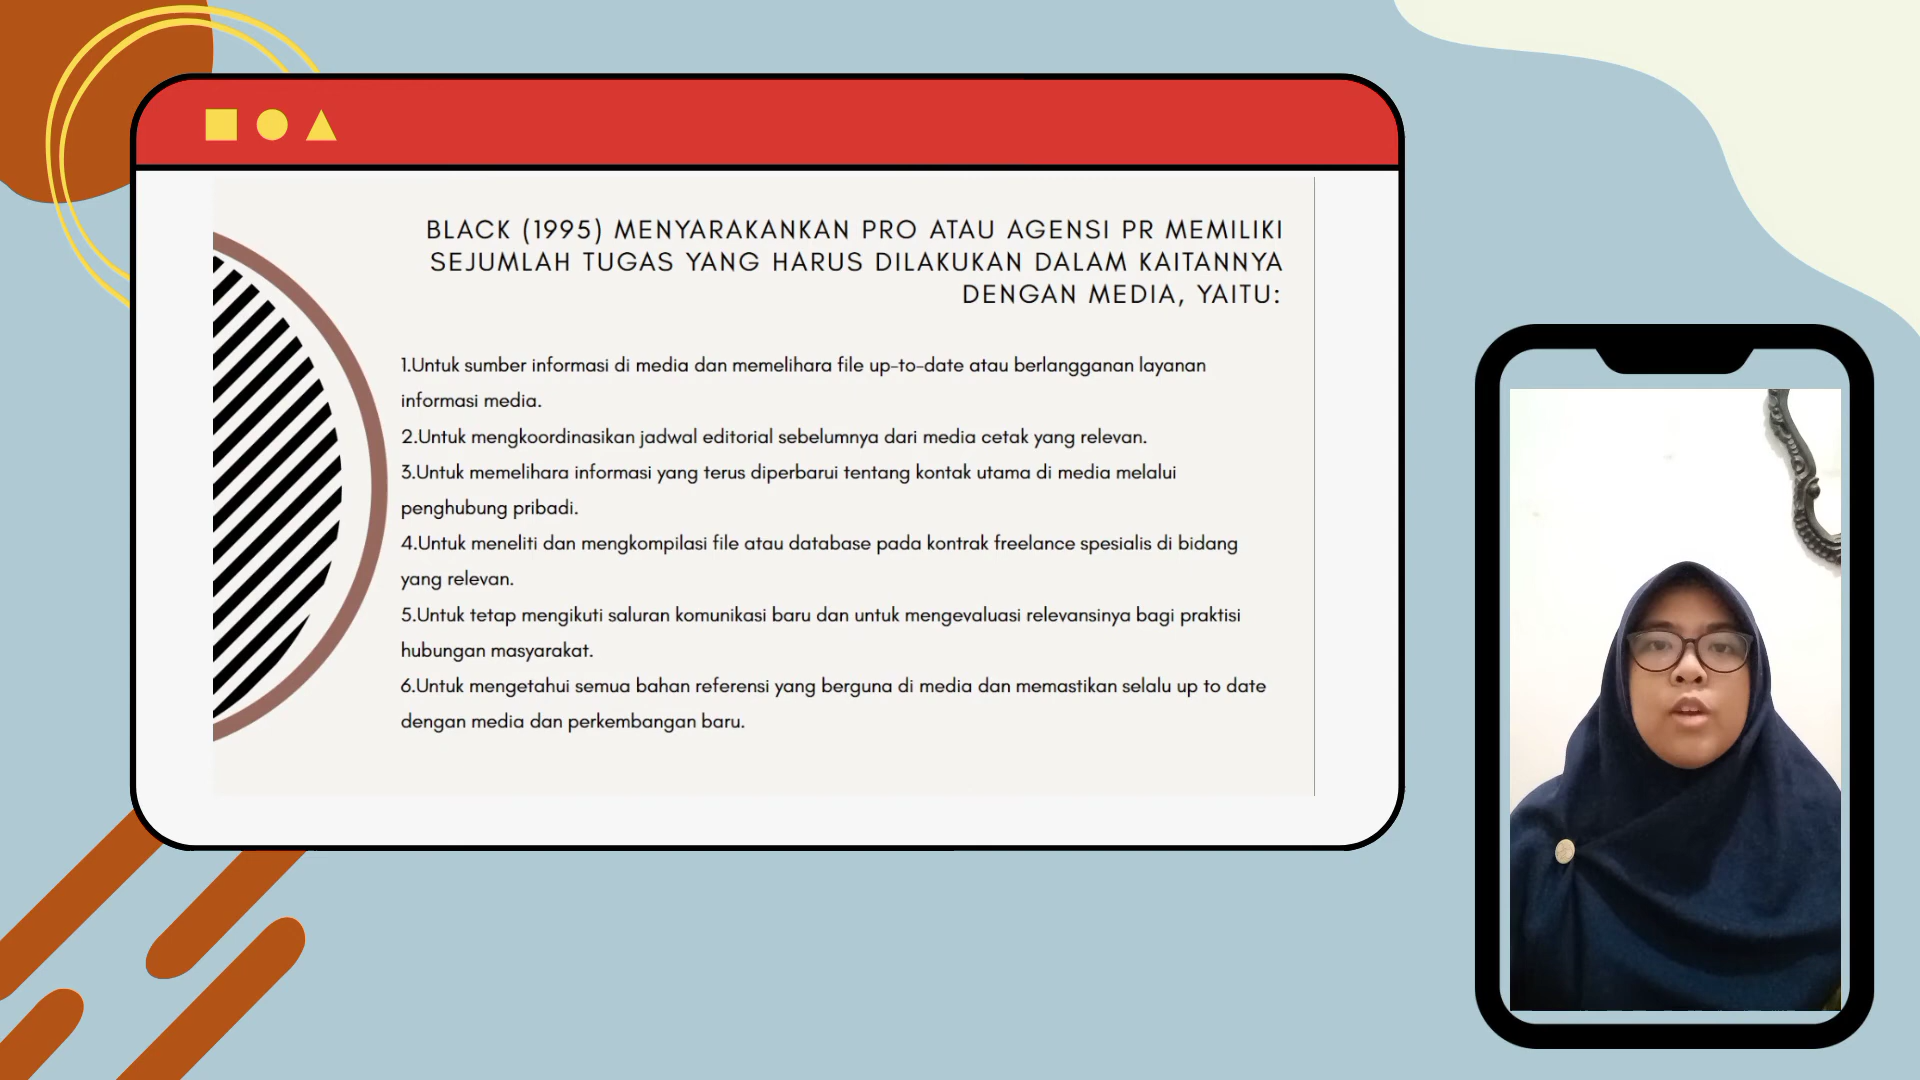 BLACK (1995) MENYARAKANKAN PRO ATAU AGENSI PR MEMILIKI
SEJUMLAH TUGAS YANG HARUS DILAKUKAN DALAM KAITANNYA
DENGAN MEDIA, YAITU:
1.Untuk sumber informasi di media dan memelihara file up-to-date atau berlangganan layanan
informasi media.
2.Untuk mengkoordinasikan jadwal editorial sebelumnya dari media cetak yang relevan.
3.Untuk memelihara informasi yang terus diperbarui tentang kontak utama di media melalui
penghubung pribadi.
4.Untuk meneliti dan mengkompilasi file atau database pada kontrak freelance spesialis di bidang
yang relevan.
5.Untuk tetap mengikuti saluran komunikasi baru dan untuk mengevaluasi relevansinya bagi praktisi
hubungan masyarakat.
6.Untuk mengetahui semua bahan referensi yang berguna di media dan memastikan selalu up to date
dengan media dan perkembangan baru.